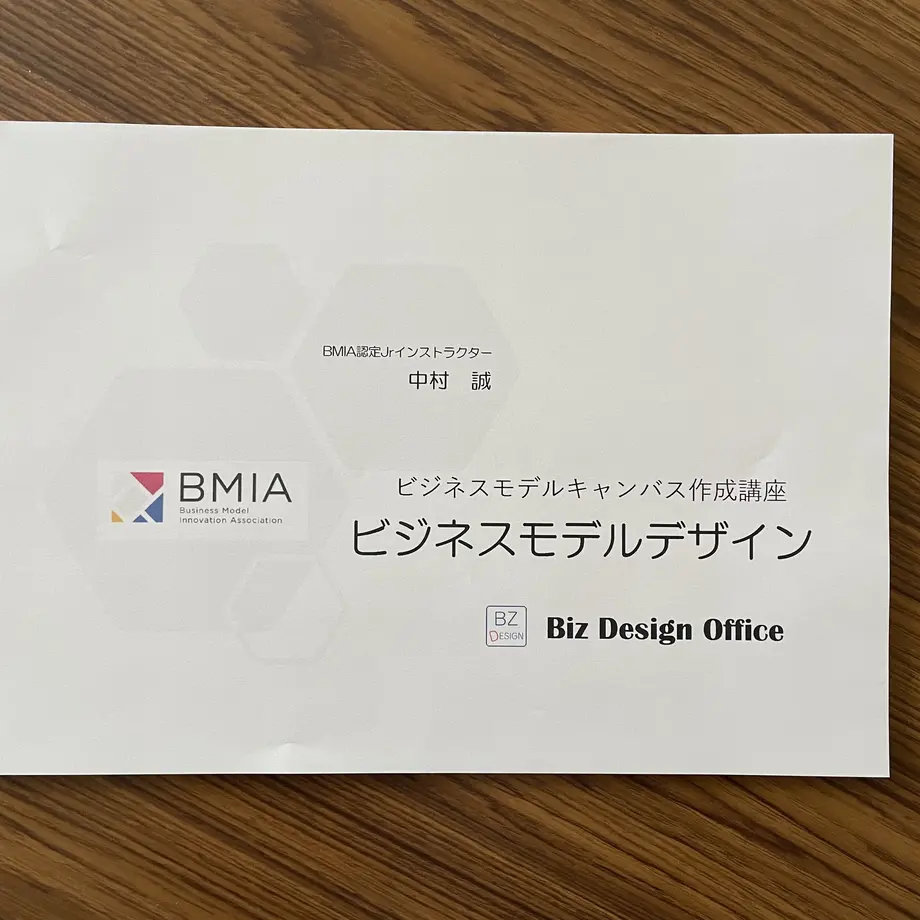 BMIA認定Jrインストラクター
中村　誠
BMIA
Business Model
Innovation Association
ビジネスモデルキャンバス作成講座
ビジネスモデルデザイン
BZ
DESIGN
Biz Design Office